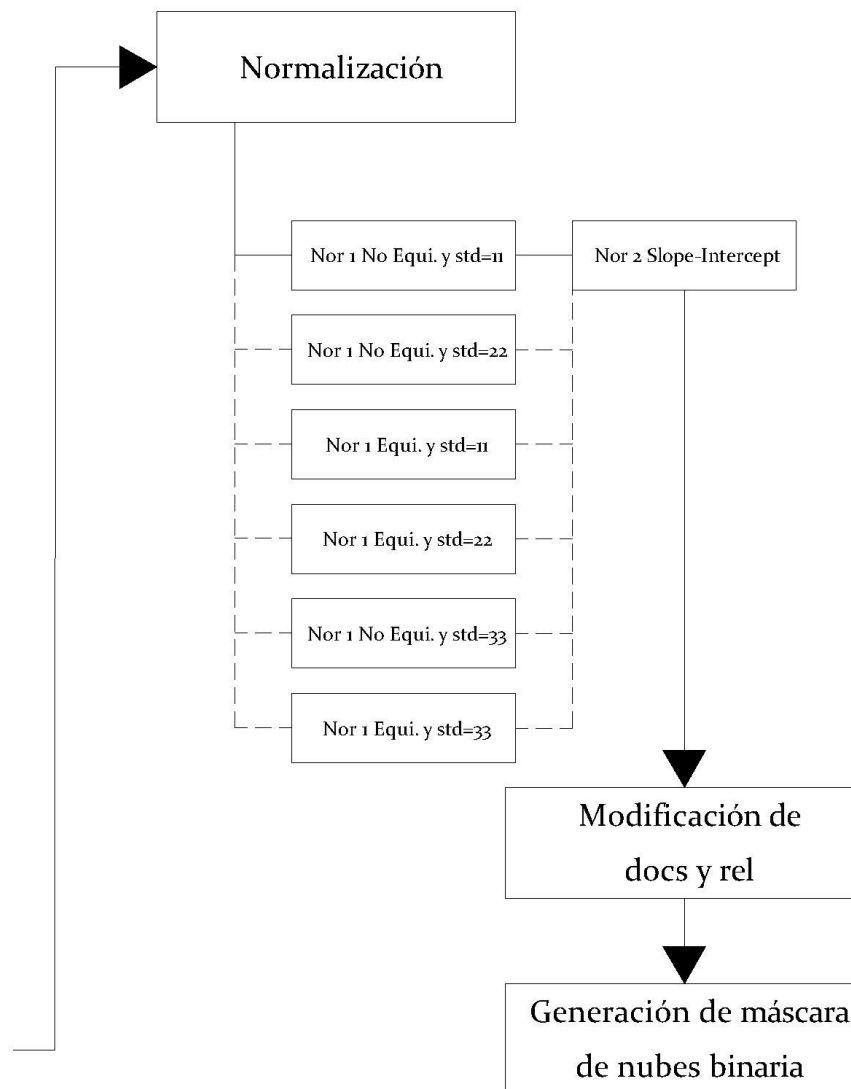 Normalización
Nor 1 No Equi. y std=11
Nor 2 Slope-Intercept
Nor 1 No Equi. y std=22
Nor 1 Equi. y std=11
Nor 1 Equi. y std=22
Nor 1 No Equi. y std=33
Nor 1 Equi. y std=33
Modificación de
docs y rel
Generación de máscara
de nubes binaria